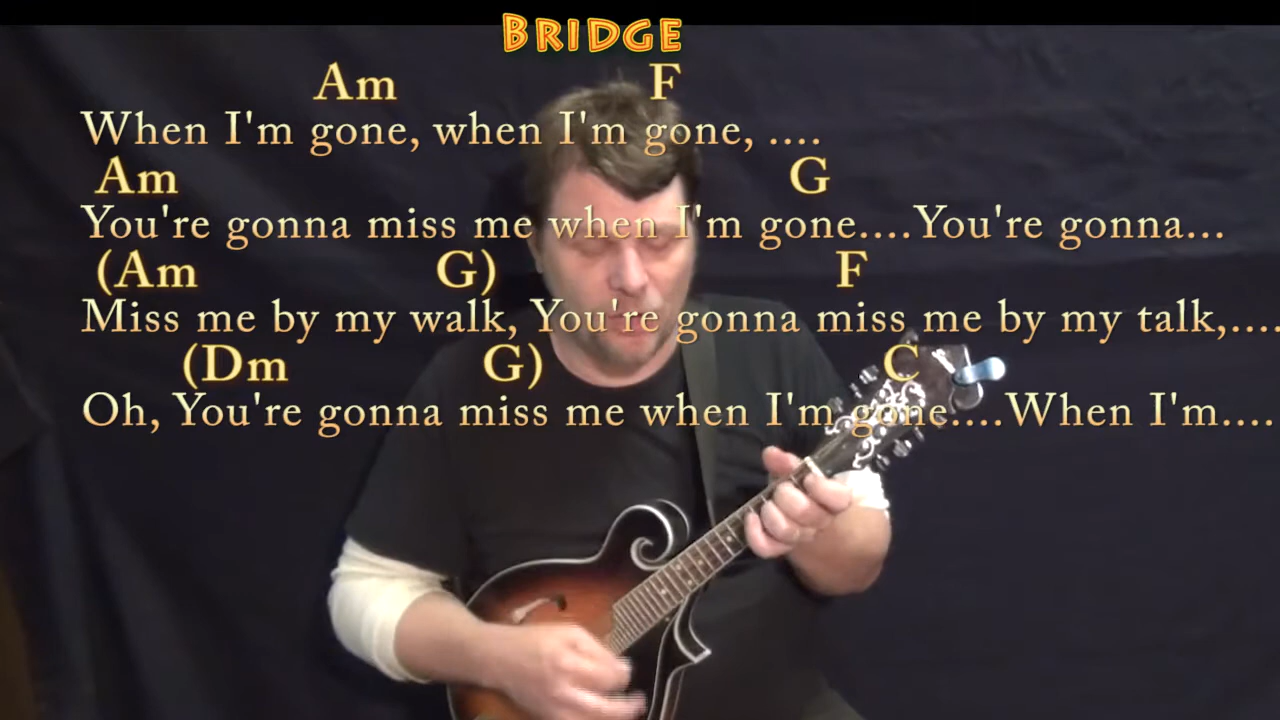 BRIDGE
Am F
When I'm gone, when I'm gone, ....
Am G
You're gonna miss me when I'm gone....You're gonna...
(Am G) F
Miss me by my walk, You're gonna miss me by my talk,....
(Dm G) C
Oh, You're gonna miss me when I'm gone....When I'm....